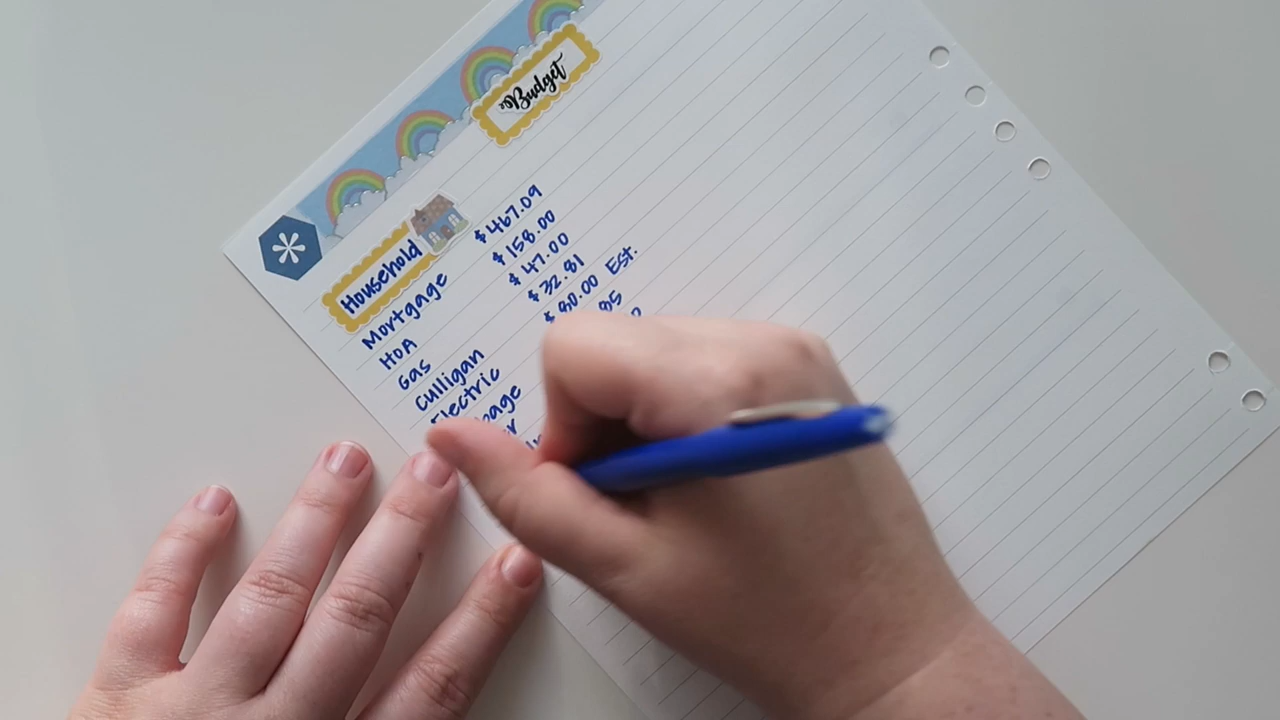 Budget
Household
Mortgage $467.09
HOA $158.00
Gas $47.00
Culligan $32.81
Electric $80.00 Est.